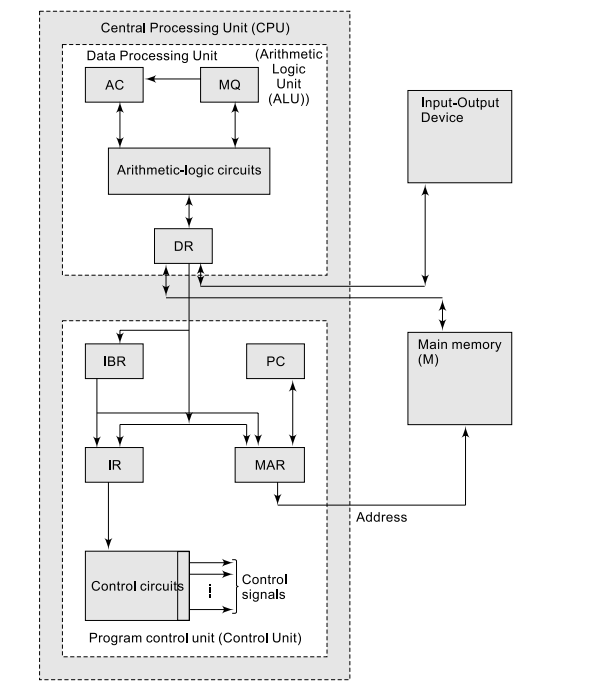 Central Processing Unit (CPU)
Data Processing Unit
(Arithmetic
Logic
Unit
(ALU))
AC
MQ
Arithmetic-logic circuits
DR
Input-Output
Device
IBR
PC
Main memory
(M)
IR
MAR
Address
Control circuits
Control
signals
Program control unit (Control Unit)